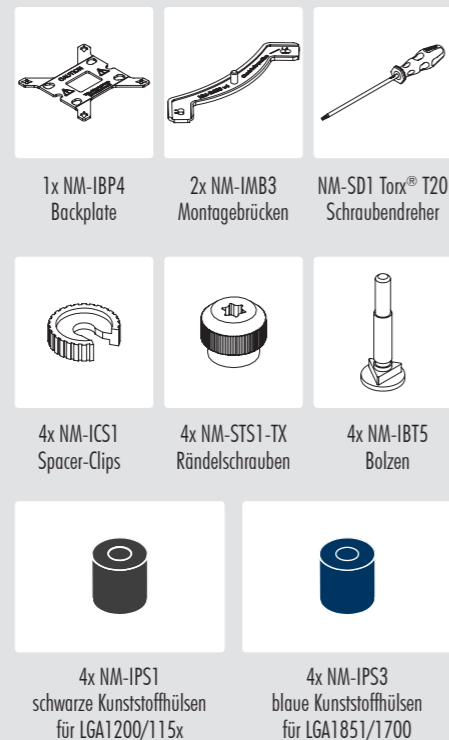 1x NM-IBP4
Backplate
2x NM-IMB3
Montagebrücken
NM-SD1 Torx® T20
Schraubendreher
4x NM-ICS1
Spacer-Clips
4x NM-STS1-TX
Rändelschrauben
4x NM-IBT5
Bolzen
4x NM-IPS1
schwarze Kunststoffhülsen
für LGA1200/115x
4x NM-IPS3
blaue Kunststoffhülsen
für LGA1851/1700